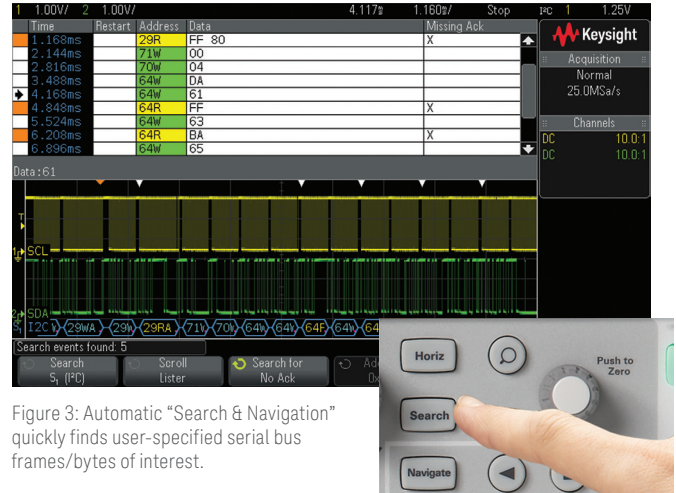 1 1.00V/ 2 1.00V/ 4.117s 1.160s/ Stop I²C 1 1.25V
Time Restart Address Data Missing Ack
1.168ms 29R FF 80 X
2.144ms 71W 00
2.816ms 70W 04
3.488ms 64W DA
4.168ms 64W 61
4.848ms 64R FF X
5.524ms 64W 63
6.208ms 64R BA X
6.896ms 64W 65
Keysight
Acquisition
Normal
25.0MSa/s
Channels
DC 10.0:1
DC 10.0:1
Data:61
T
SCL
SDA
I2C 29WA 29W 29RA 71W 70W 64W 64W 64F 64W 64
Search events found: 5
Search
S₁ (I²C)
Scroll
Lister
Search for
No Ack
Horiz
Push to
Zero
Search
Navigate
Figure 3: Automatic “Search & Navigation”
quickly finds user-specified serial bus
frames/bytes of interest.